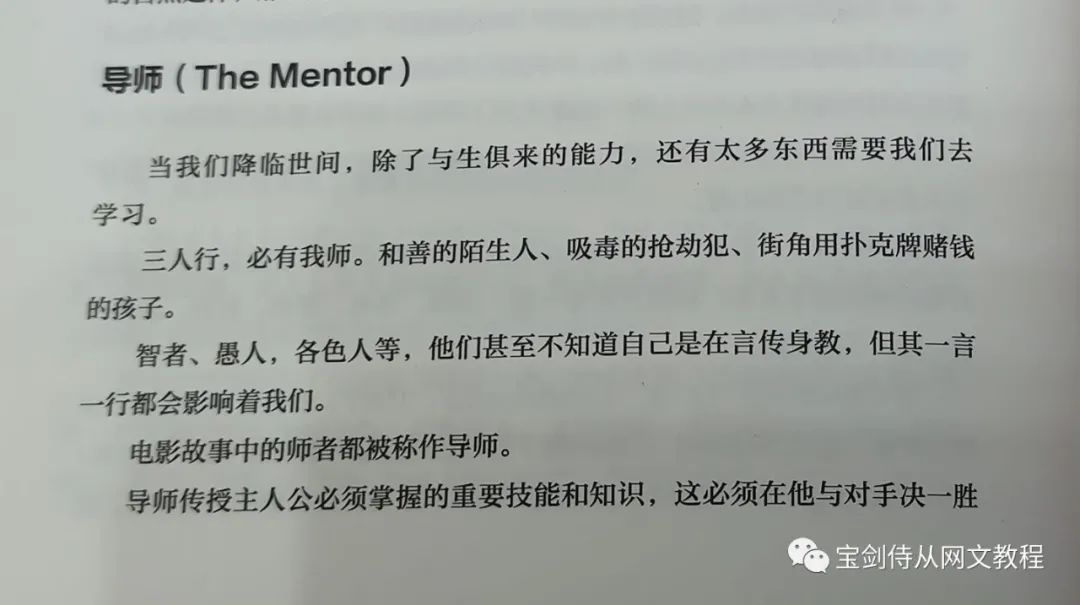 导师（The Mentor）
当我们降临世间，除了与生俱来的能力，还有太多东西需要我们去
学习。
三人行，必有我师。和善的陌生人、吸毒的抢劫犯、街角用扑克牌赌钱
的孩子。
智者、愚人，各色人等，他们甚至不知道自己是在言传身教，但其一言
一行都会影响着我们。
电影故事中的师者都被称作导师。
导师传授主人公必须掌握的重要技能和知识，这必须在他与对手决一胜
宝剑侍从网文教程